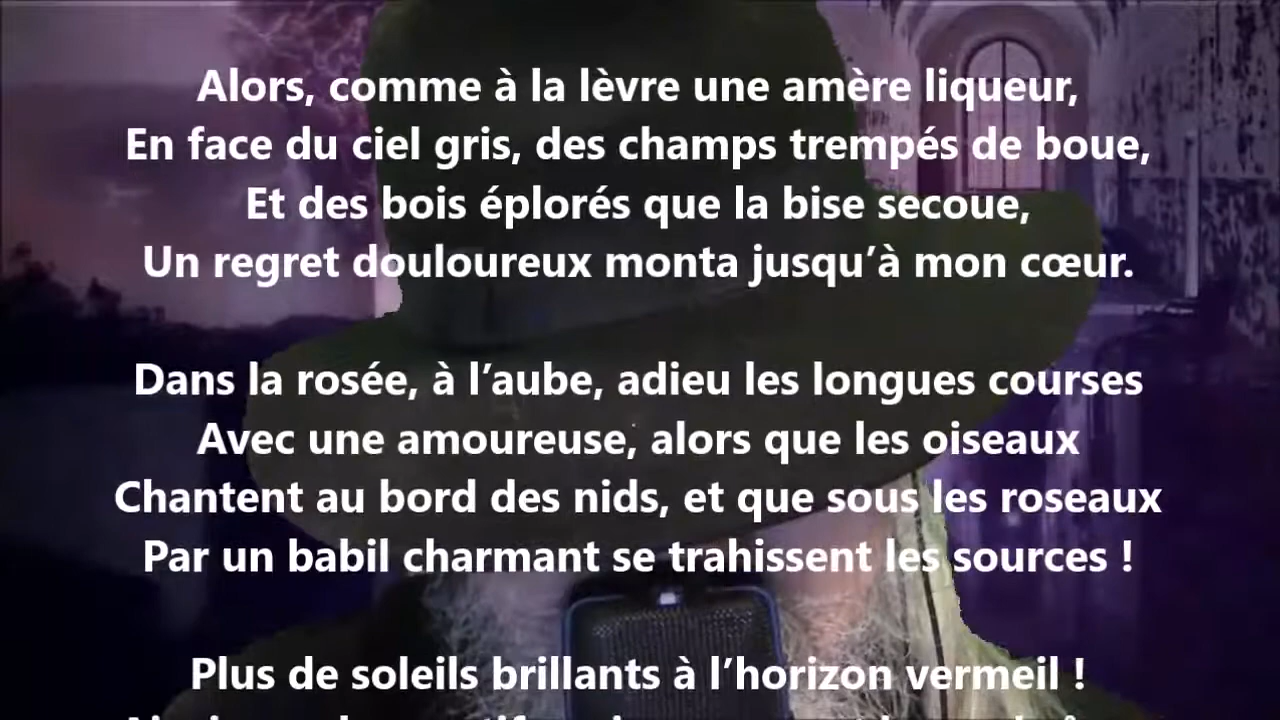 Alors, comme à la lèvre une amère liqueur,
En face du ciel gris, des champs trempés de boue,
Et des bois éplorés que la bise secoue,
Un regret douloureux monta jusqu’à mon cœur.
Dans la rosée, à l’aube, adieu les longues courses
Avec une amoureuse, alors que les oiseaux
Chantent au bord des nids, et que sous les roseaux
Par un babil charmant se trahissent les sources !
Plus de soleils brillants à l’horizon vermeil !